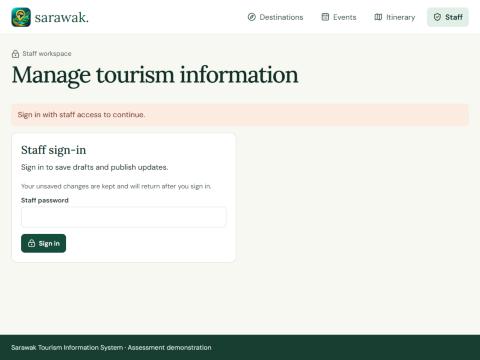 sarawak.
Destinations
Events
Itinerary
Staff
Staff workspace
Manage tourism information
Sign in with staff access to continue.
Staff sign-in
Sign in to save drafts and publish updates.
Your unsaved changes are kept and will return after you sign in.
Staff password
Sign in
Sarawak Tourism Information System · Assessment demonstration